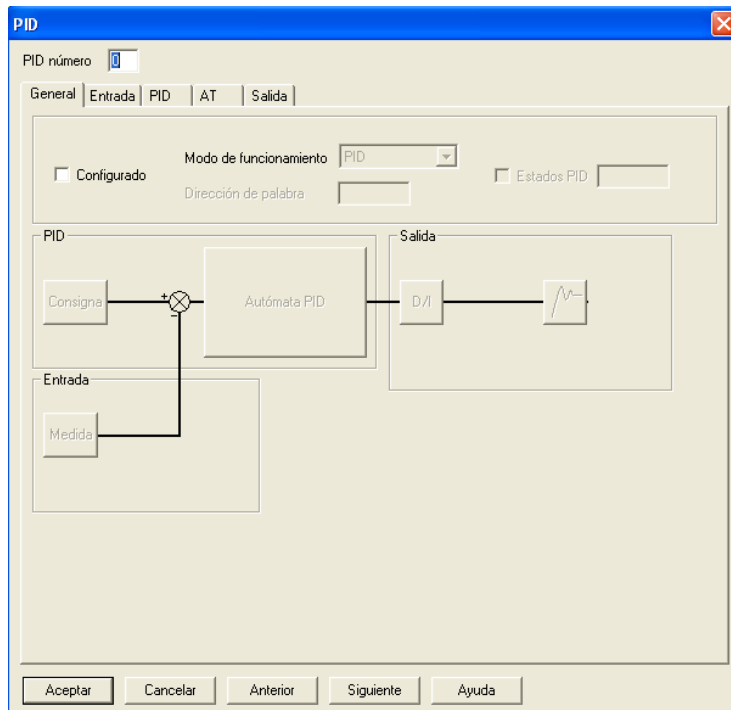 PID
PID número 0
General Entrada PID AT Salida
Configurado
Modo de funcionamiento PID
Dirección de palabra
Estados PID
PID
Salida
Consigna
+
-
Autómata PID
D/I
Entrada
Medida
Aceptar Cancelar Anterior Siguiente Ayuda